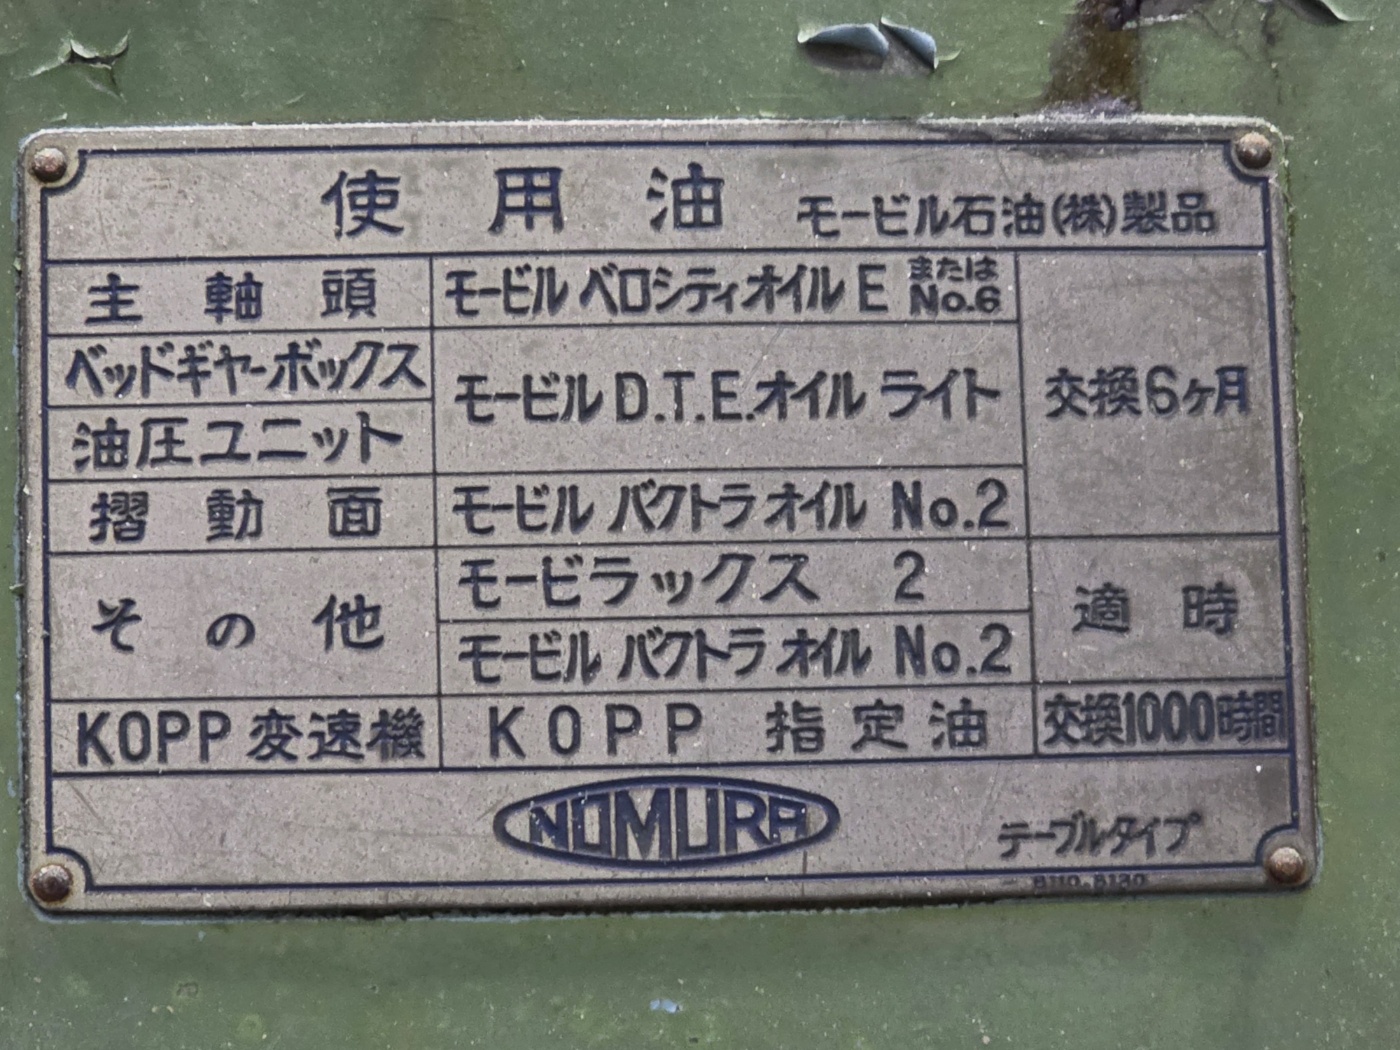 使用油 モービル石油(株)製品
主軸頭 モービル ベロシティオイル E または No.6
ベッドギヤーボックス モービル D.T.E.オイル ライト 交換6ヶ月
油圧ユニット
摺動面 モービル バクトラオイル No.2
その他 モービラックス 2 適時
モービル バクトラオイル No.2
KOPP変速機 KOPP 指定油 交換1000時間
NOMURA
テーブルタイプ